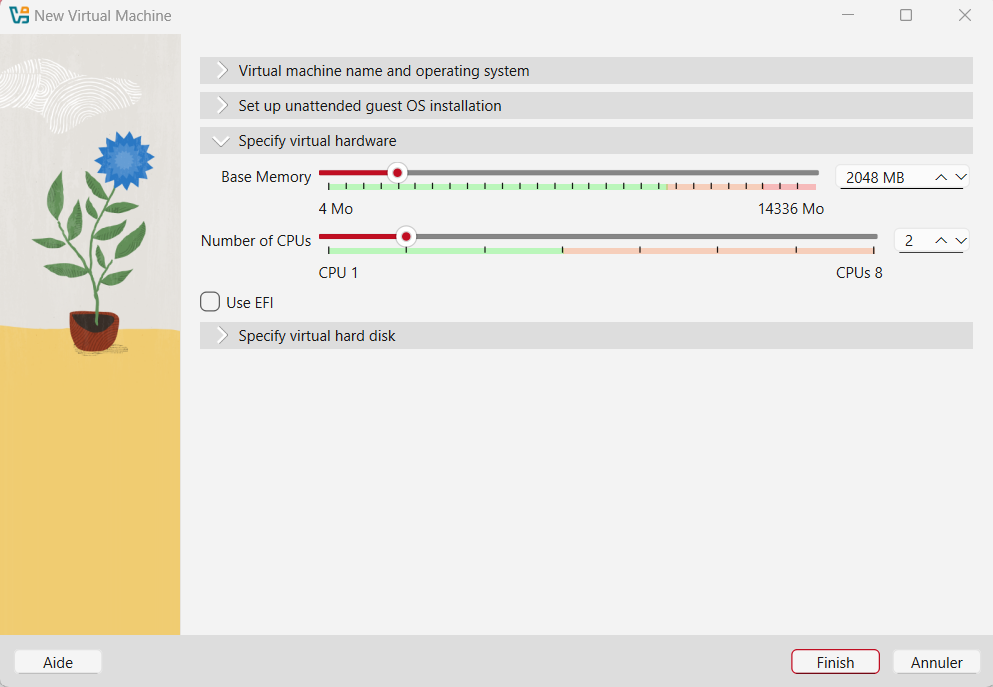 New Virtual Machine
Virtual machine name and operating system
Set up unattended guest OS installation
Specify virtual hardware
Base Memory
2048 MB
4 Mo
14336 Mo
Number of CPUs
2
CPU 1
CPUs 8
Use EFI
Specify virtual hard disk
Aide
Finish
Annuler